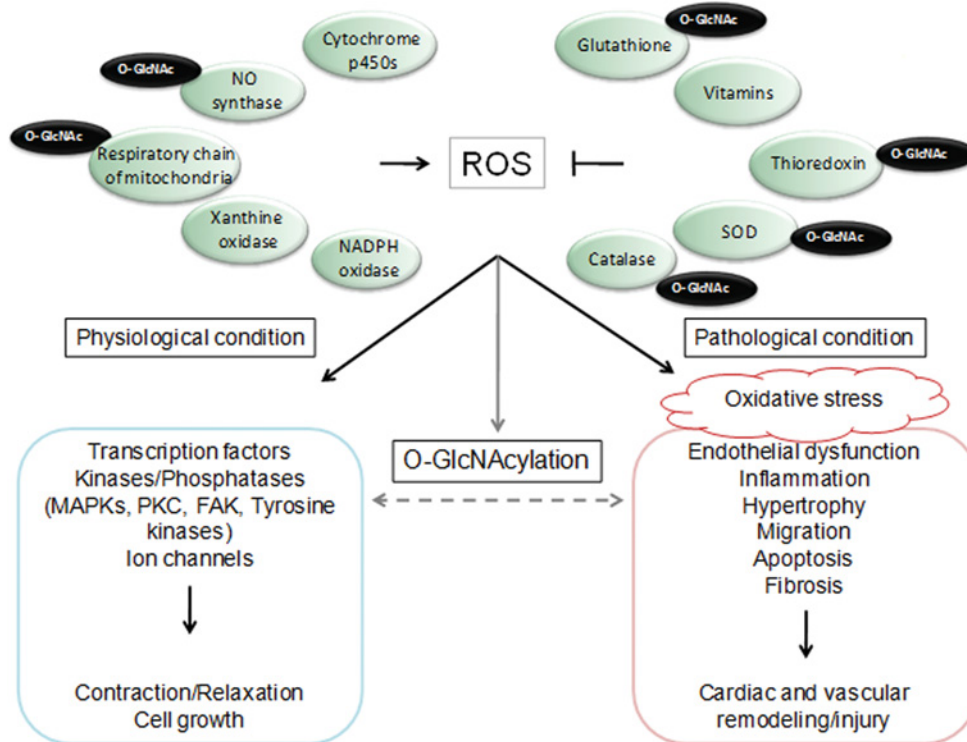 Cytochrome
p450s
O-GlcNAc
NO
synthase
O-GlcNAc
Respiratory chain
of mitochondria
Xanthine
oxidase
NADPH
oxidase
ROS
O-GlcNAc
Glutathione
Vitamins
Thioredoxin
O-GlcNAc
SOD
O-GlcNAc
Catalase
O-GlcNAc
Physiological condition
Pathological condition
Oxidative stress
Transcription factors
Kinases/Phosphatases
(MAPKs, PKC, FAK, Tyrosine
kinases)
Ion channels
Contraction/Relaxation
Cell growth
O-GlcNAcylation
Endothelial dysfunction
Inflammation
Hypertrophy
Migration
Apoptosis
Fibrosis
Cardiac and vascular
remodeling/injury